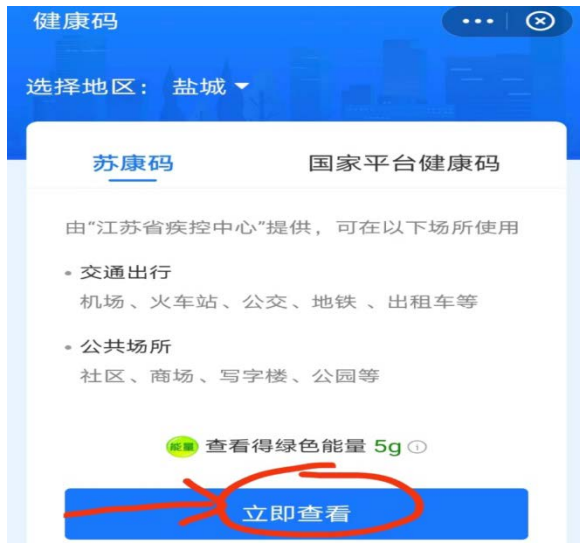 健康码
选择地区： 盐城
苏康码 国家平台健康码
由“江苏省疾控中心”提供，可在以下场所使用
• 交通出行
机场、火车站、公交、地铁 、出租车等
• 公共场所
社区、商场、写字楼、公园等
能量 查看得绿色能量 5g
立即查看